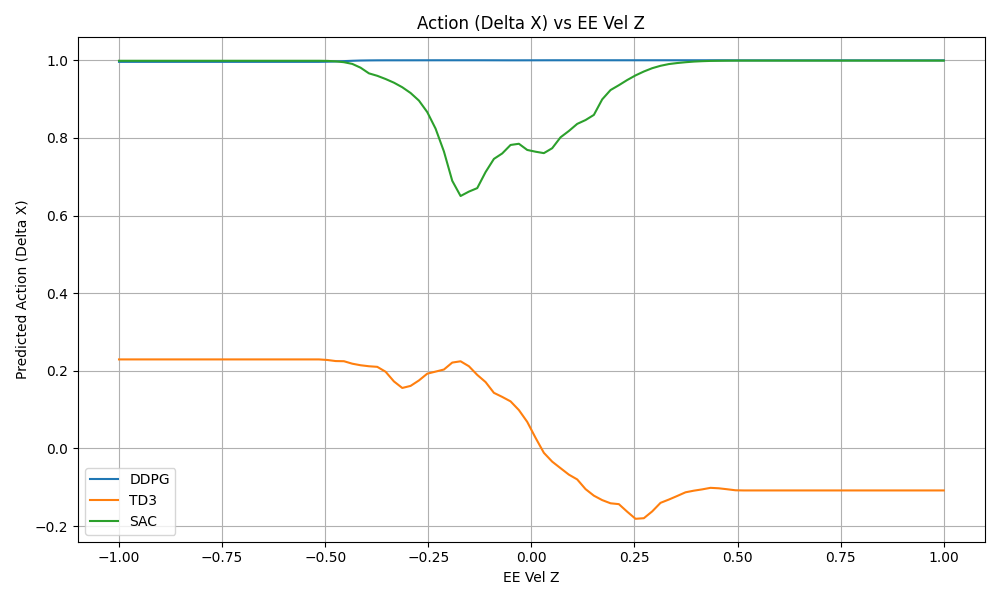 Action (Delta X) vs EE Vel Z
Predicted Action (Delta X)
1.0
0.8
0.6
0.4
0.2
0.0
−0.2
DDPG
TD3
SAC
−1.00 −0.75 −0.50 −0.25 0.00 0.25 0.50 0.75 1.00
EE Vel Z